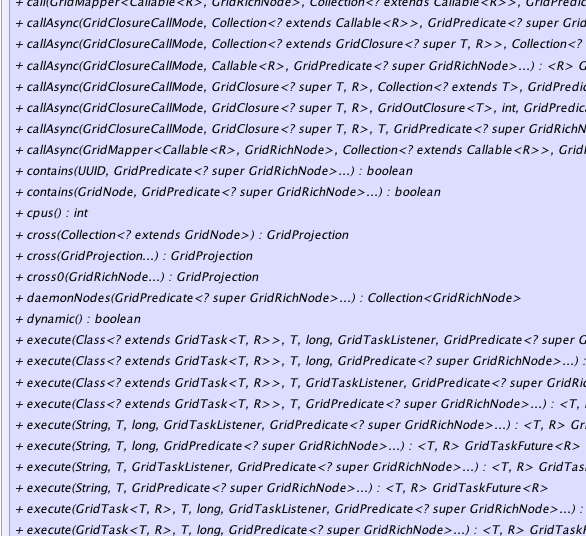 + call(GridMapper<Callable<R>, GridRichNode>, Collection<? extends Callable<R>>, GridPredic
+ callAsync(GridClosureCallMode, Collection<? extends Callable<R>>, GridPredicate<? super Grid
+ callAsync(GridClosureCallMode, Collection<? extends GridClosure<? super T, R>>, Collection<?
+ callAsync(GridClosureCallMode, Callable<R>, GridPredicate<? super GridRichNode>...) : <R> G
+ callAsync(GridClosureCallMode, GridClosure<? super T, R>, Collection<? extends T>, GridPredic
+ callAsync(GridClosureCallMode, GridClosure<? super T, R>, GridOutClosure<T>, int, GridPredica
+ callAsync(GridClosureCallMode, GridClosure<? super T, R>, T, GridPredicate<? super GridRichN
+ callAsync(GridMapper<Callable<R>, GridRichNode>, Collection<? extends Callable<R>>, Grid
+ contains(UUID, GridPredicate<? super GridRichNode>...) : boolean
+ contains(GridNode, GridPredicate<? super GridRichNode>...) : boolean
+ cpus() : int
+ cross(Collection<? extends GridNode>) : GridProjection
+ cross(GridProjection...) : GridProjection
+ cross0(GridRichNode...) : GridProjection
+ daemonNodes(GridPredicate<? super GridRichNode>...) : Collection<GridRichNode>
+ dynamic() : boolean
+ execute(Class<? extends GridTask<T, R>>, T, long, GridTaskListener, GridPredicate<? super G
+ execute(Class<? extends GridTask<T, R>>, T, long, GridPredicate<? super GridRichNode>...) :
+ execute(Class<? extends GridTask<T, R>>, T, GridTaskListener, GridPredicate<? super GridRic
+ execute(Class<? extends GridTask<T, R>>, T, GridPredicate<? super GridRichNode>...) : <T,
+ execute(String, T, long, GridTaskListener, GridPredicate<? super GridRichNode>...) : <T, R> Gri
+ execute(String, T, long, GridPredicate<? super GridRichNode>...) : <T, R> GridTaskFuture<R>
+ execute(String, T, GridTaskListener, GridPredicate<? super GridRichNode>...) : <T, R> GridTas
+ execute(String, T, GridPredicate<? super GridRichNode>...) : <T, R> GridTaskFuture<R>
+ execute(GridTask<T, R>, T, long, GridTaskListener, GridPredicate<? super GridRichNode>...) :
+ execute(GridTask<T, R>, T, long, GridPredicate<? super GridRichNode>...) : <T, R> GridTaskF